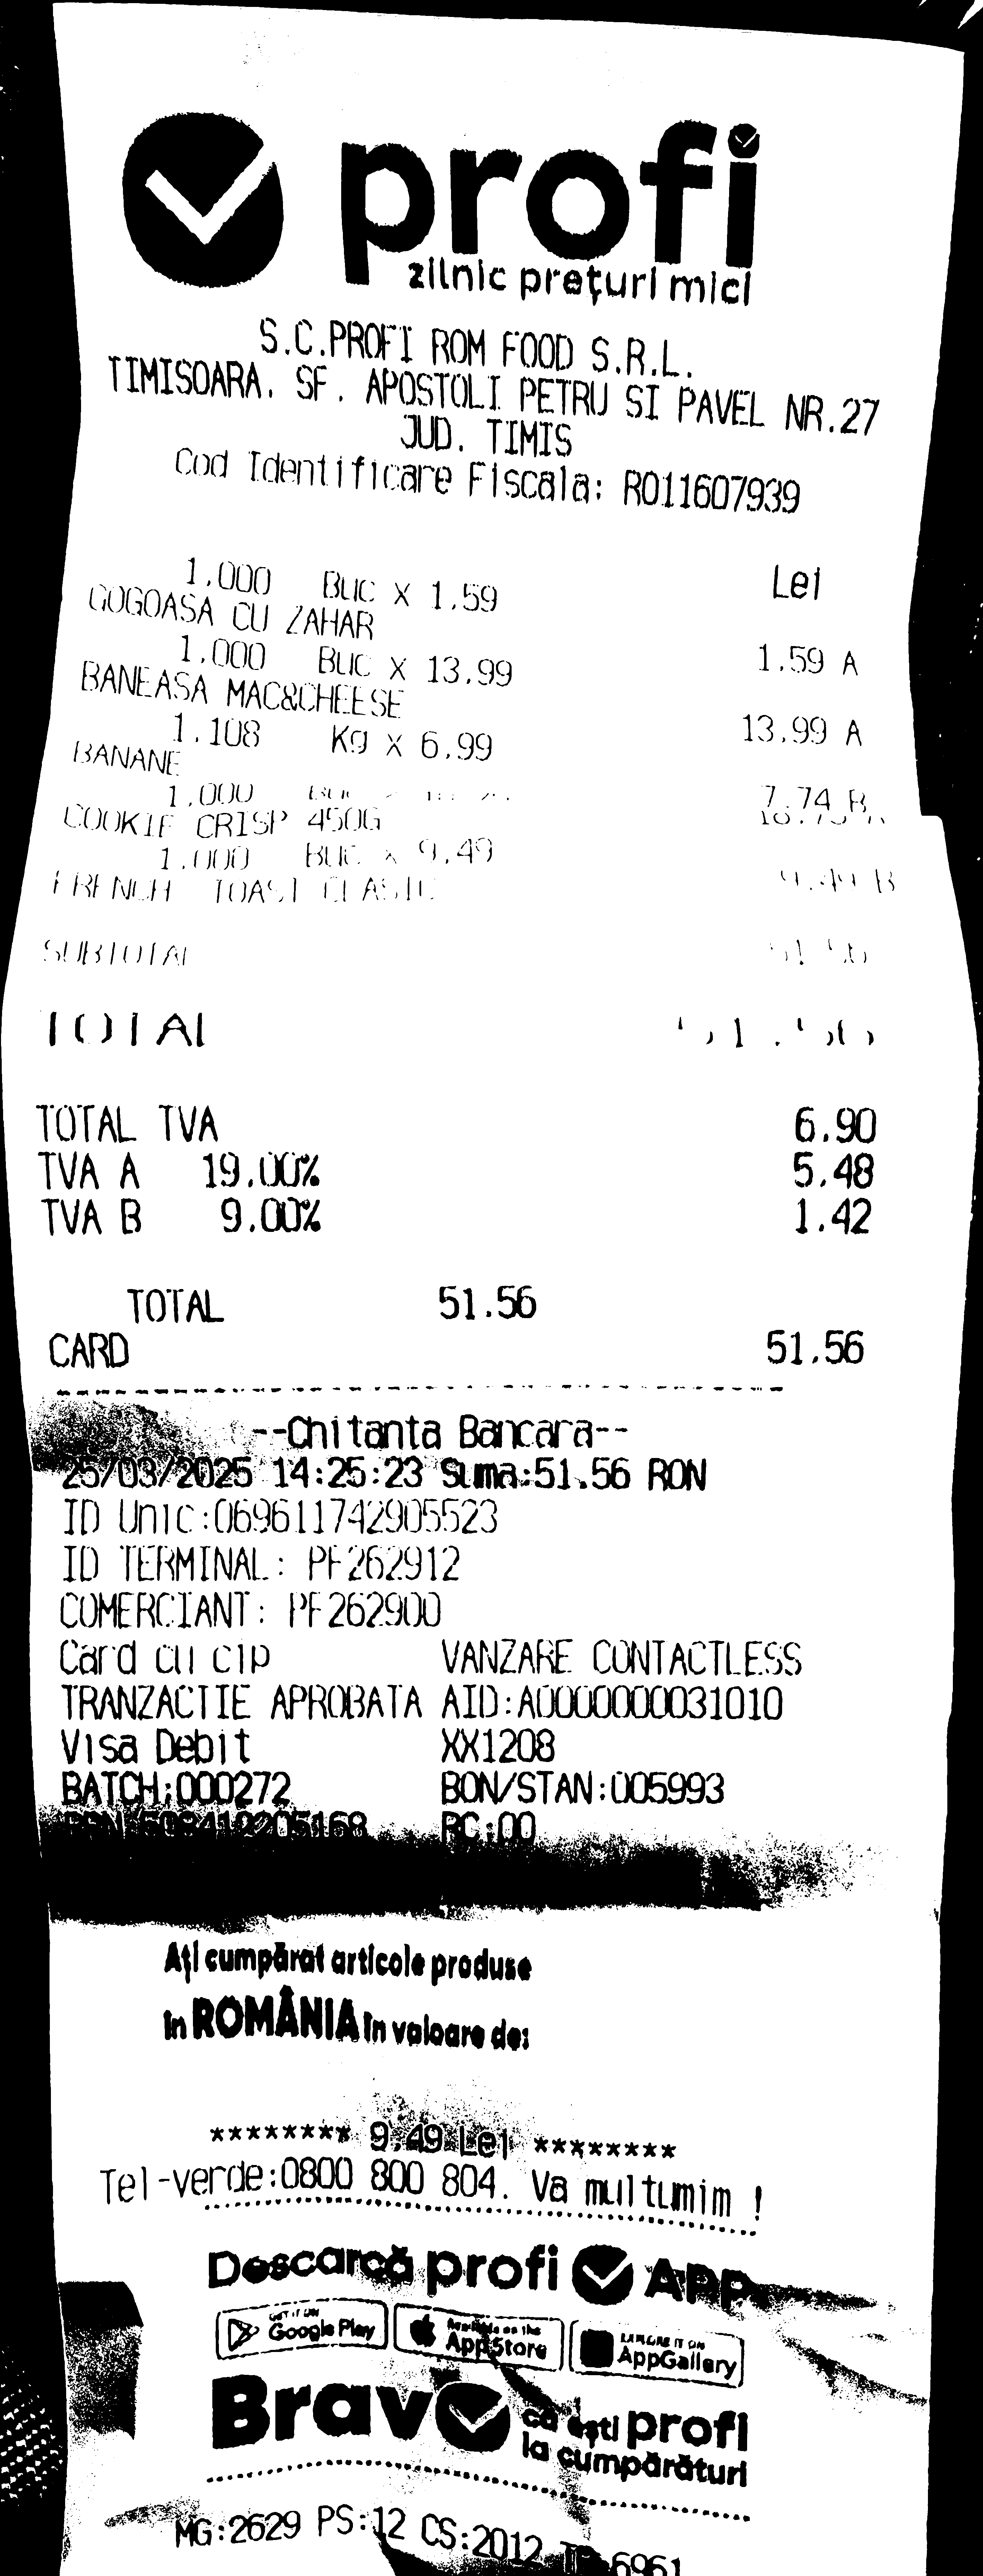 profi
zilnic prețuri mici
S.C.PROFI ROM FOOD S.R.L.
TIMISOARA. SF. APOSTOLI PETRU SI PAVEL NR.27
JUD. TIMIS
Cod Identificare Fiscala: RO11607939
Lei
1.000 BUC X 1.59
GOGOASA CU ZAHAR 1.59 A
1.000 BUC X 13.99
BANEASA MAC&CHEESE 13.99 A
1.108 Kg X 6.99
BANANE 7.74 B
1.000 BUC X
COOKIE CRISP 450G
1.000 BUC X 9.49
FRENCH TOAST CLASIC 9.49 B
SUBTOTAL 51.56
TOTAL 51.56
TOTAL TVA 6.90
TVA A 19.00% 5.48
TVA B 9.00% 1.42
TOTAL 51.56
CARD 51.56
--Chitanta Bancara--
25/03/2025 14:25:23 Suma:51.56 RON
ID Unic:069611742905523
ID TERMINAL: PF262912
COMERCIANT: PF262900
Card cu cip VANZARE CONTACTLESS
TRANZACTIE APROBATA AID:A0000000031010
Visa Debit XX1208
BATCH:000272 BON/STAN:005993
RRN:508412205168 RC:00
Ați cumpărat articole produse
în ROMÂNIA în valoare de:
******** 9.49 Lei ********
Tel-verde:0800 800 804. Va multumim !
Descarcă profi APP
GET IT ON Google Play Available on the App Store EXPLORE IT ON AppGallery
Bravo că ești profi
la cumpărături
MG:2629 PS:12 CS:2012 6961